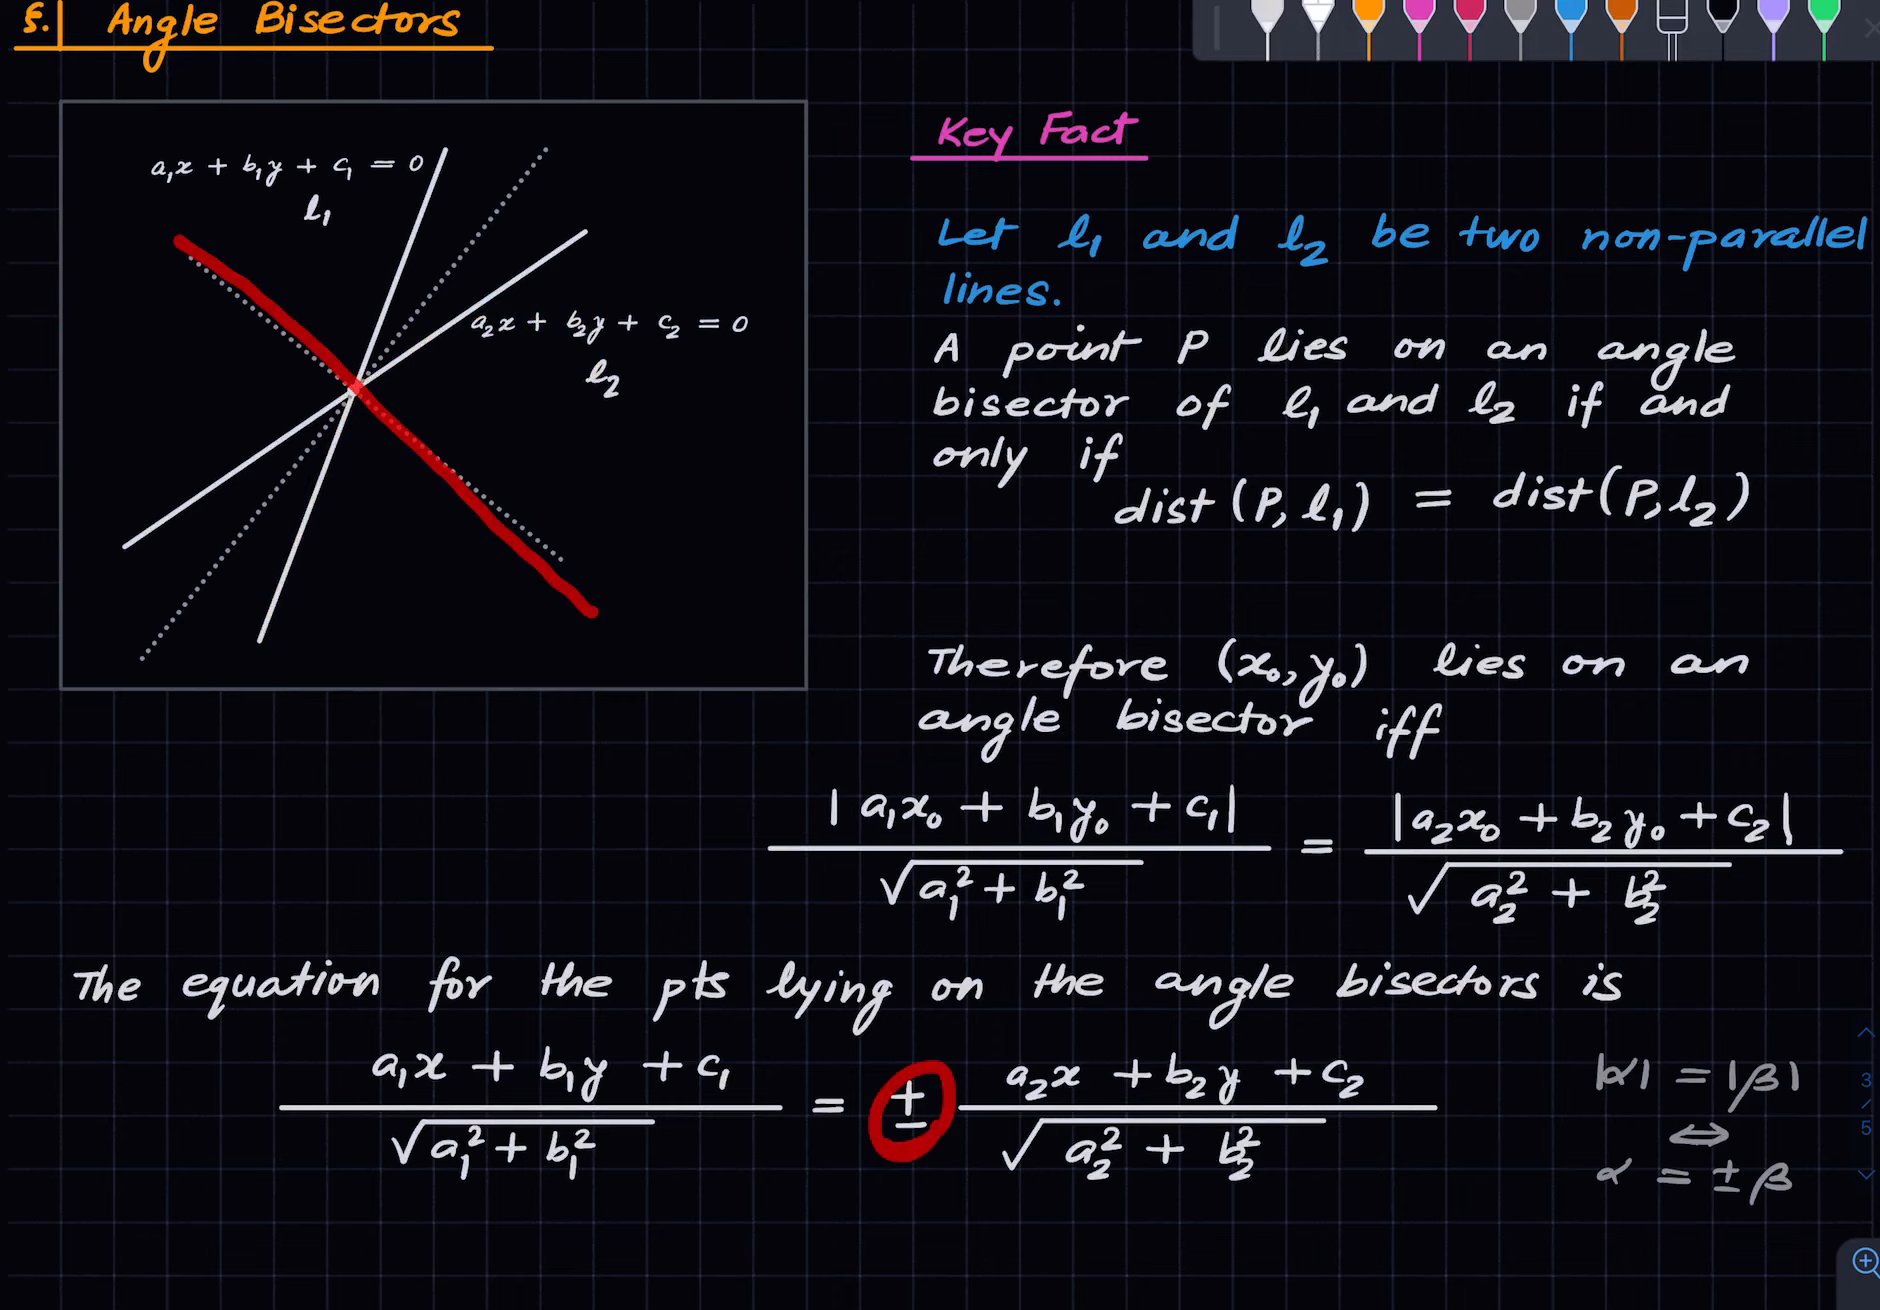 §.| Angle Bisectors
a₁x + b₁y + c₁ = 0
l₁
a₂x + b₂y + c₂ = 0
l₂
Key Fact
Let l₁ and l₂ be two non-parallel
lines.
A point P lies on an angle
bisector of l₁ and l₂ if and
only if
dist (P, l₁) = dist(P, l₂)
Therefore (x₀, y₀) lies on an
angle bisector iff
|a₁x₀ + b₁y₀ + c₁| / √(a₁² + b₁²) = |a₂x₀ + b₂y₀ + c₂| / √(a₂² + b₂²)
The equation for the pts lying on the angle bisectors is
(a₁x + b₁y + c₁) / √(a₁² + b₁²) = ± (a₂x + b₂y + c₂) / √(a₂² + b₂²)
|α| = |β|
⇔
α = ± β
3
/
5